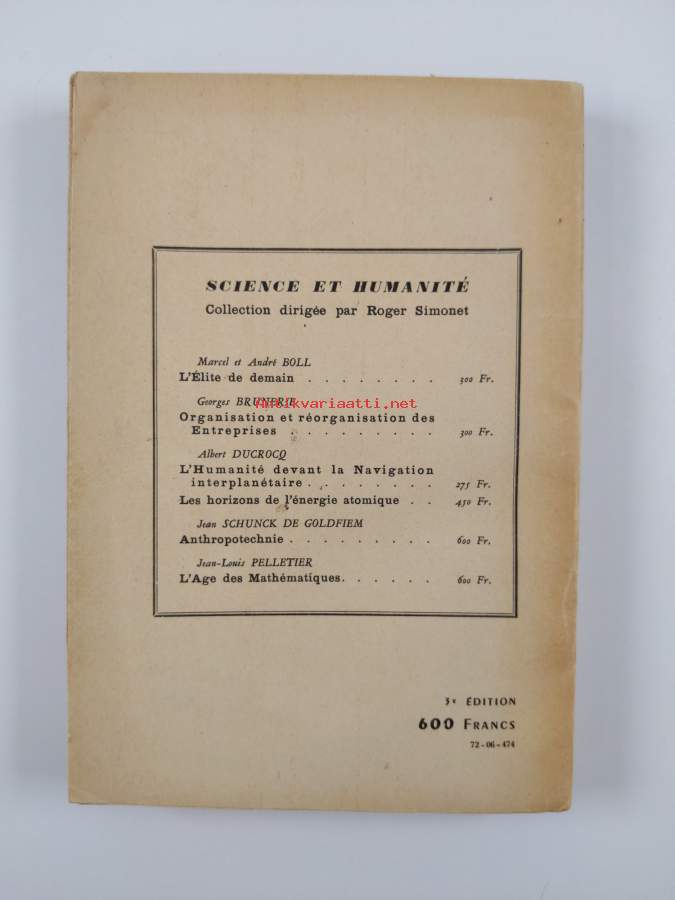 SCIENCE ET HUMANITÉ
Collection dirigée par Roger Simonet
Marcel et André BOLL
L'Élite de demain . . . . . . . . 300 Fr.
Georges BRUNERIE
Antikvariaatti.net
Organisation et réorganisation des
Entreprises . . . . . . . . . 300 Fr.
Albert DUCROCQ
L'Humanité devant la Navigation
interplanétaire . . . . . . . . 275 Fr.
Les horizons de l'énergie atomique . . 450 Fr.
Jean SCHUNCK DE GOLDFIEM
Anthropotechnie . . . . . . . . . 600 Fr.
Jean-Louis PELLETIER
L'Age des Mathématiques. . . . . . 600 Fr.
3e ÉDITION
600 FRANCS
72-06-474